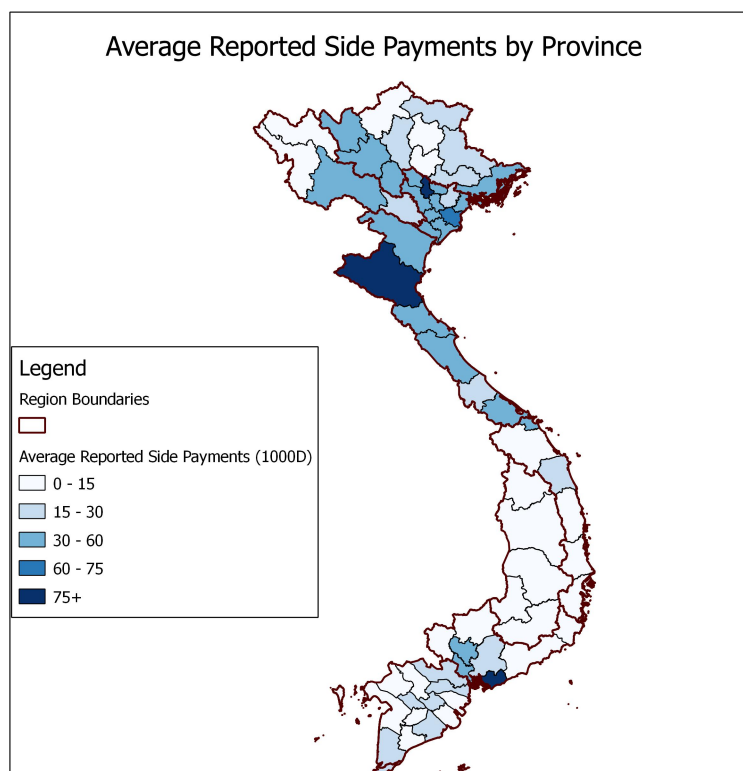 Average Reported Side Payments by Province
Legend
Region Boundaries
Average Reported Side Payments (1000D)
0 - 15
15 - 30
30 - 60
60 - 75
75+